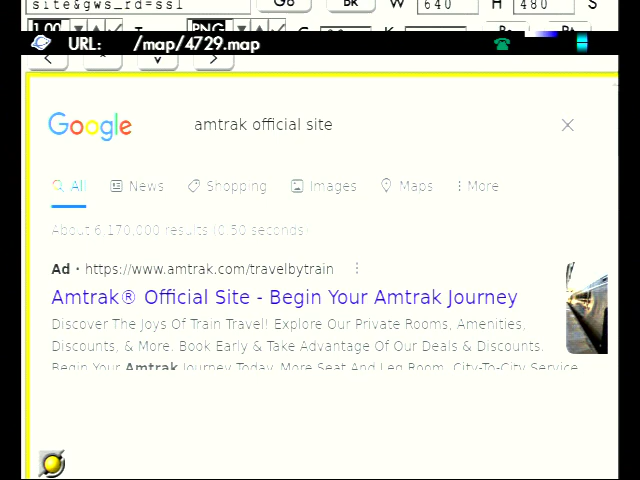 site&gws_rd=ssl Go bk W 640 H 480 S
1.00 PNG
URL: /map/4729.map
< ^ v >
Google amtrak official site
All News Shopping Images Maps More
About 6,170,000 results (0.50 seconds)
Ad · https://www.amtrak.com/travelbytrain
Amtrak® Official Site - Begin Your Amtrak Journey
Discover The Joys Of Train Travel! Explore Our Private Rooms, Amenities,
Discounts, & More. Book Early & Take Advantage Of Our Deals & Discounts.
Begin Your Amtrak Journey Today. More Seat And Leg Room. City-To-City Service